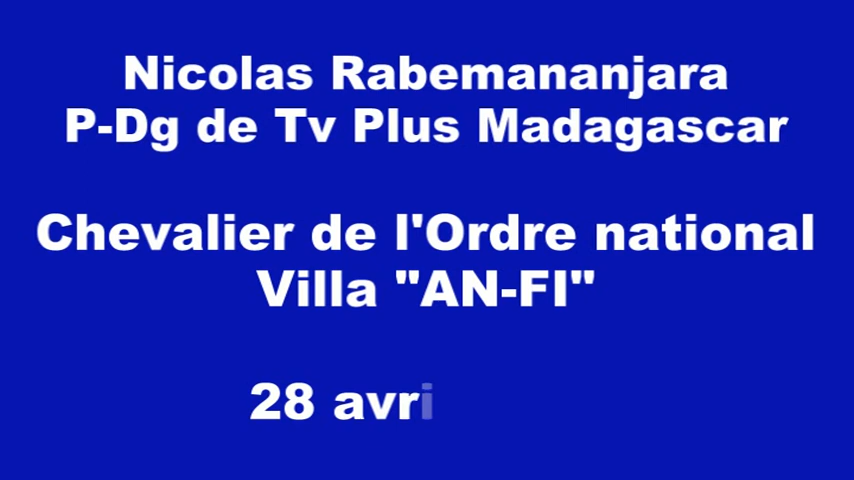 Nicolas Rabemananjara
P-Dg de Tv Plus Madagascar
Chevalier de l'Ordre national
Villa "AN-FI"
28 avri